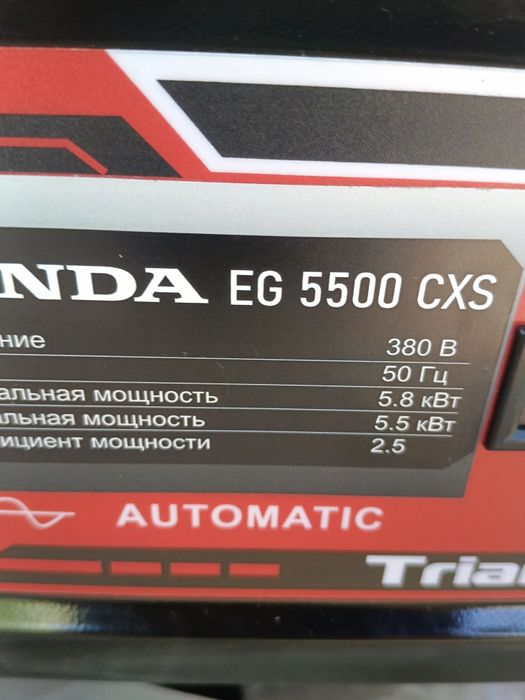 NDA EG 5500 CXS
ние 380 В
50 Гц
альная мощность 5.8 кВт
альная мощность 5.5 кВт
ициент мощности 2.5
AUTOMATIC
Tria